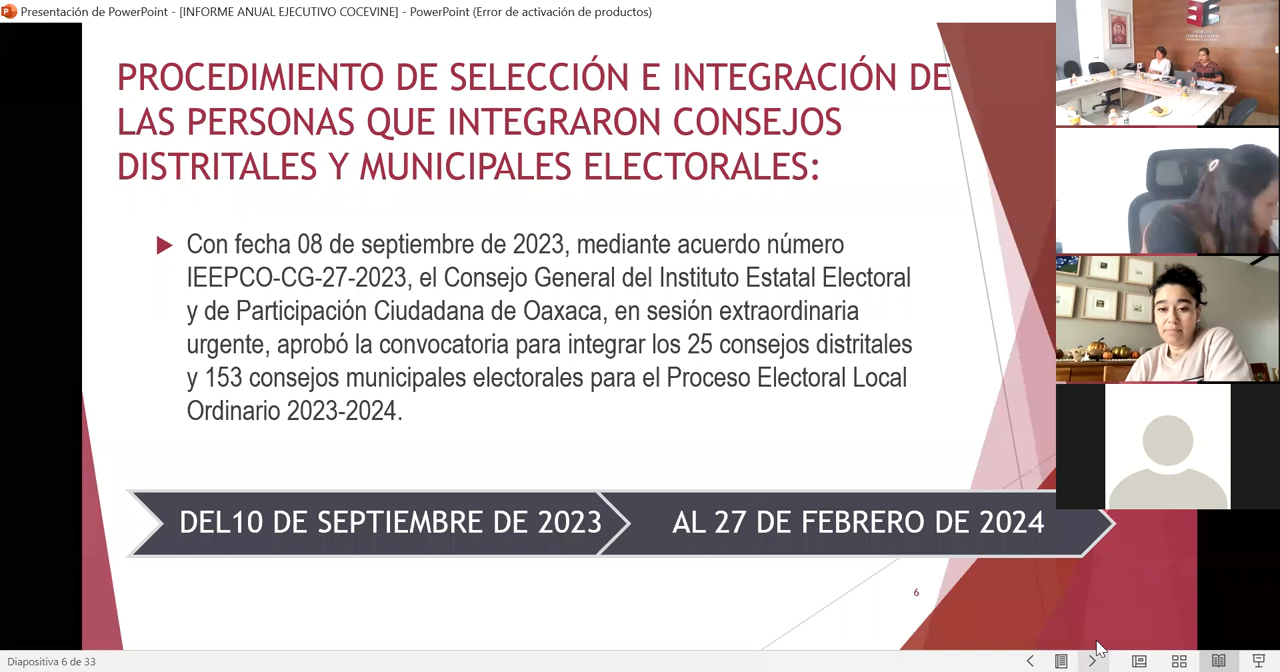 Presentación de PowerPoint - [INFORME ANUAL EJECUTIVO COCEVINE] - PowerPoint (Error de activación de productos)
PROCEDIMIENTO DE SELECCIÓN E INTEGRACIÓN DE
LAS PERSONAS QUE INTEGRARON CONSEJOS
DISTRITALES Y MUNICIPALES ELECTORALES:
Con fecha 08 de septiembre de 2023, mediante acuerdo número
IEEPCO-CG-27-2023, el Consejo General del Instituto Estatal Electoral
y de Participación Ciudadana de Oaxaca, en sesión extraordinaria
urgente, aprobó la convocatoria para integrar los 25 consejos distritales
y 153 consejos municipales electorales para el Proceso Electoral Local
Ordinario 2023-2024.
DEL10 DE SEPTIEMBRE DE 2023
AL 27 DE FEBRERO DE 2024
6
Diapositiva 6 de 33